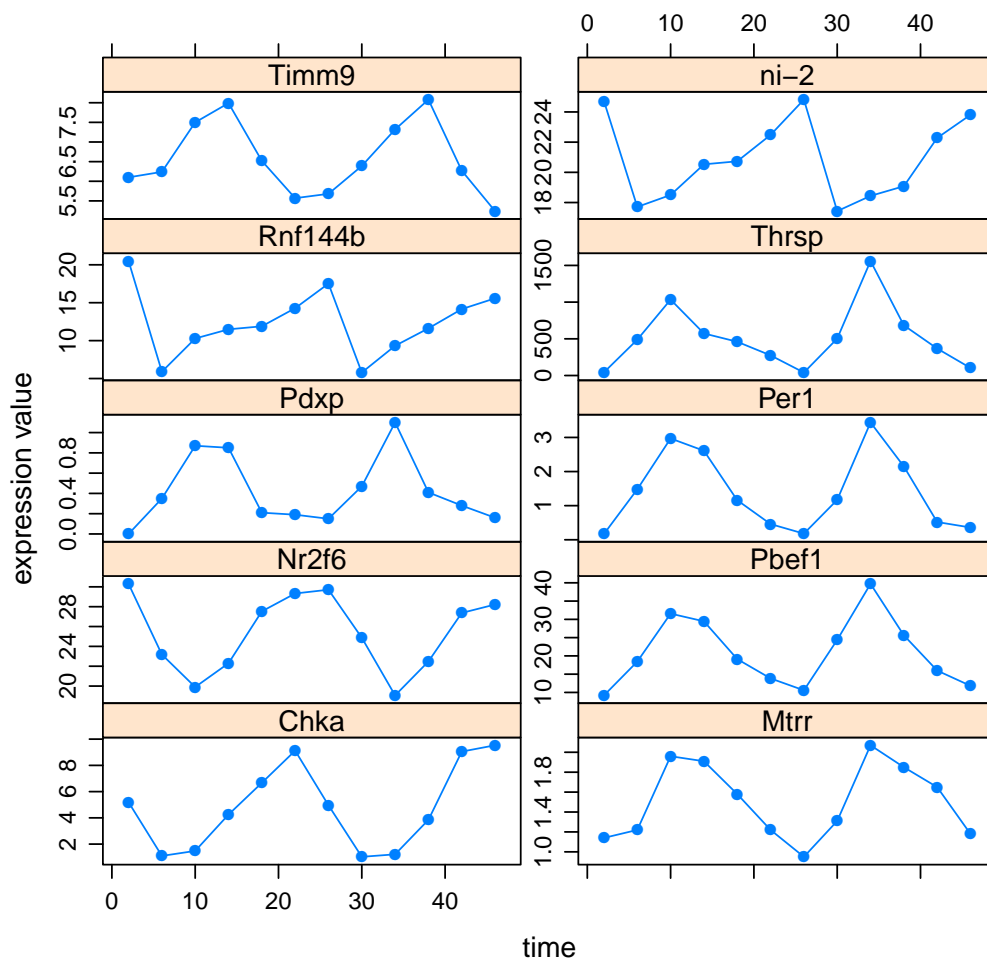 0 20 40
Timm9
ni−2
5.5 6.5 7.5
18 20 22 24
Rnf144b
Thrsp
10 15 20
0 500 1500
Pdxp
Per1
0.0 0.4 0.8
1 2 3
Nr2f6
Pbef1
20 24 28
10 20 30 40
Chka
Mtrr
2 4 6 8
1.0 1.4 1.8
0 10 20 40
expression value
time